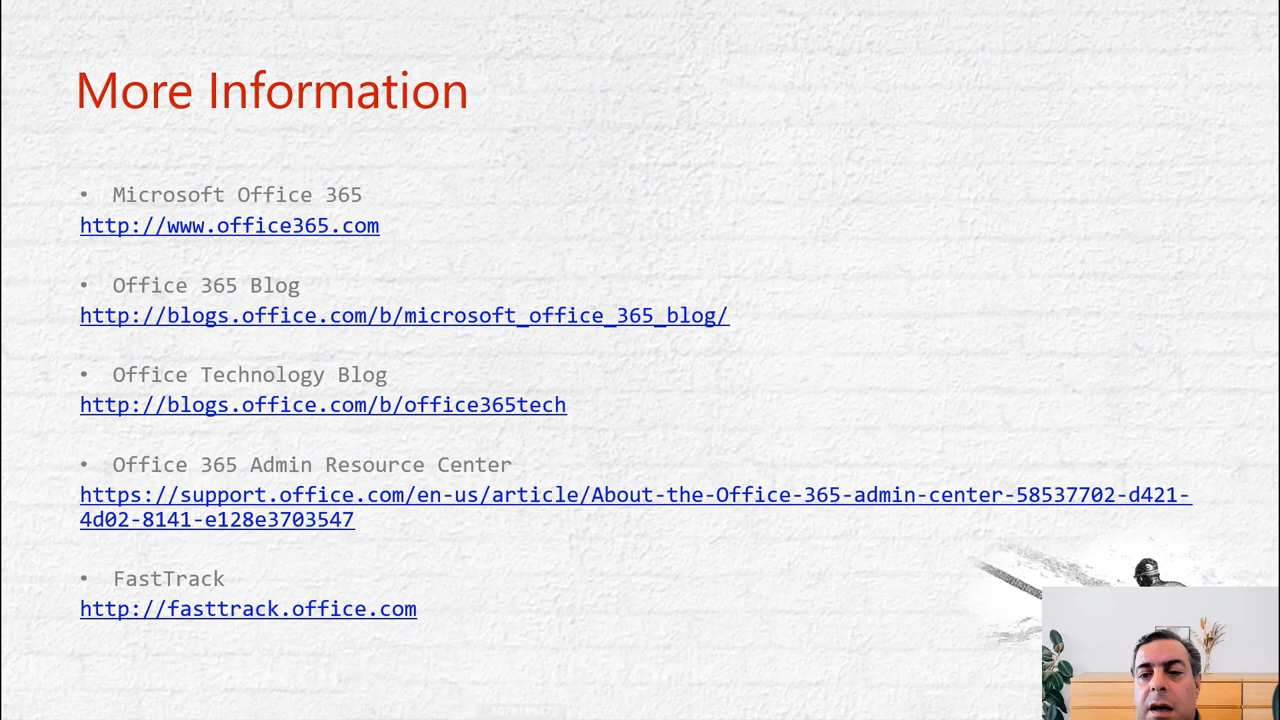 More Information
• Microsoft Office 365
http://www.office365.com
• Office 365 Blog
http://blogs.office.com/b/microsoft_office_365_blog/
• Office Technology Blog
http://blogs.office.com/b/office365tech
• Office 365 Admin Resource Center
https://support.office.com/en-us/article/About-the-Office-365-admin-center-58537702-d421-
4d02-8141-e128e3703547
• FastTrack
http://fasttrack.office.com